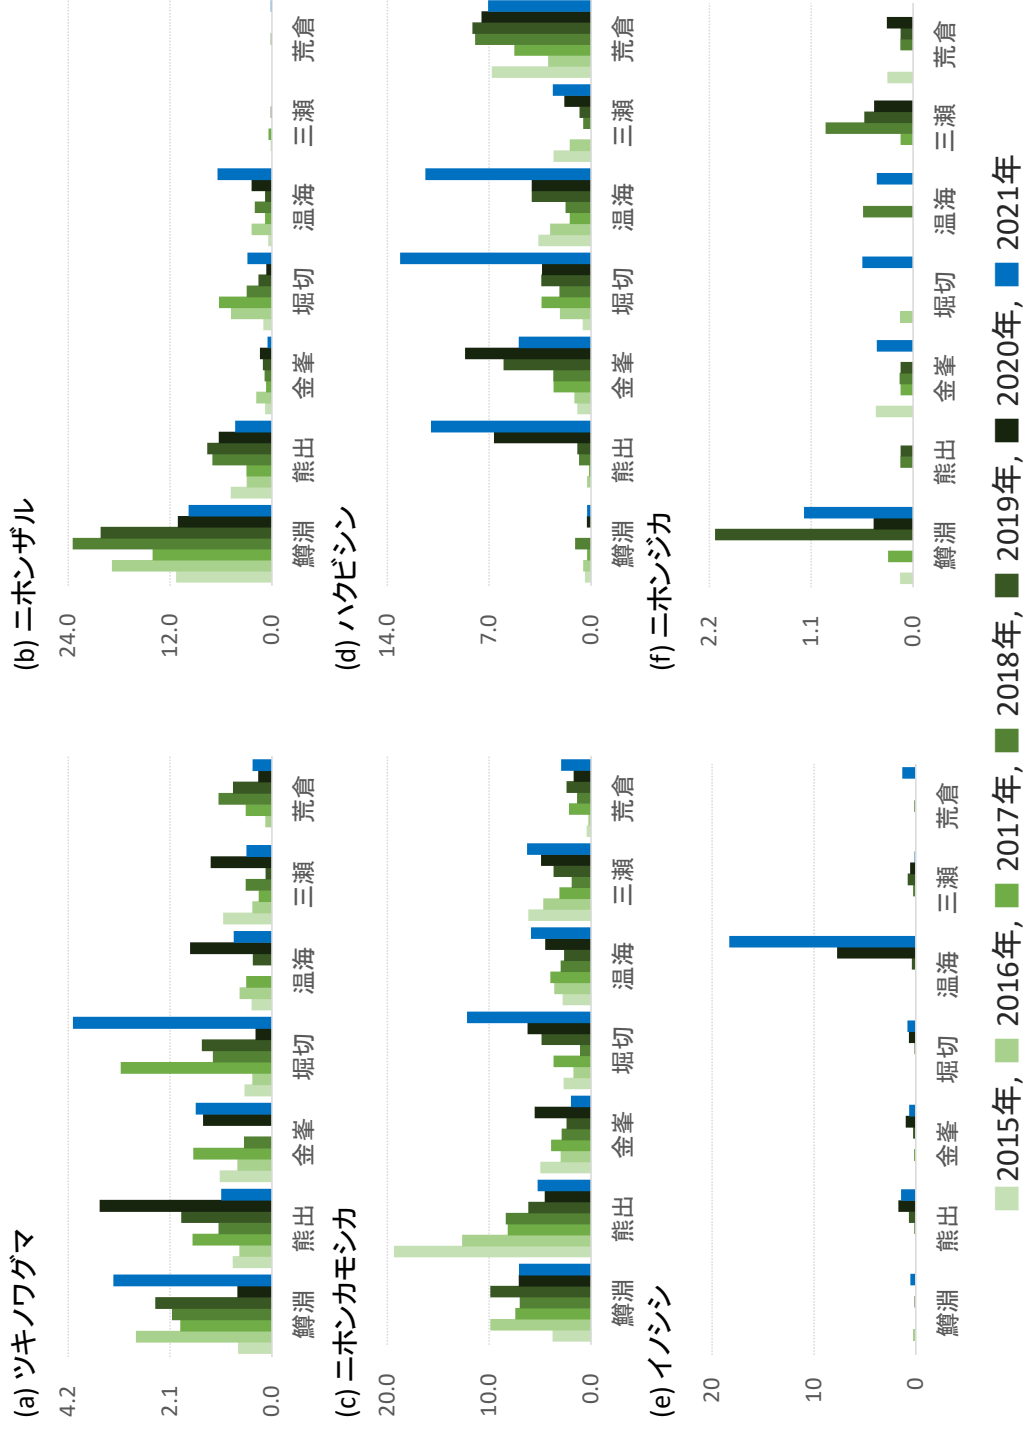 (a) ツキノワグマ
4.2
2.1
0.0
鱒淵 熊出 金峯 堀切 温海 三瀬 荒倉
(b) ニホンザル
24.0
12.0
0.0
鱒淵 熊出 金峯 堀切 温海 三瀬 荒倉
(c) ニホンカモシカ
20.0
10.0
0.0
鱒淵 熊出 金峯 堀切 温海 三瀬 荒倉
(d) ハクビシン
14.0
7.0
0.0
鱒淵 熊出 金峯 堀切 温海 三瀬 荒倉
(e) イノシシ
20
10
0
鱒淵 熊出 金峯 堀切 温海 三瀬 荒倉
(f) ニホンジカ
2.2
1.1
0.0
鱒淵 熊出 金峯 堀切 温海 三瀬 荒倉
2015年, 2016年, 2017年, 2018年, 2019年, 2020年, 2021年